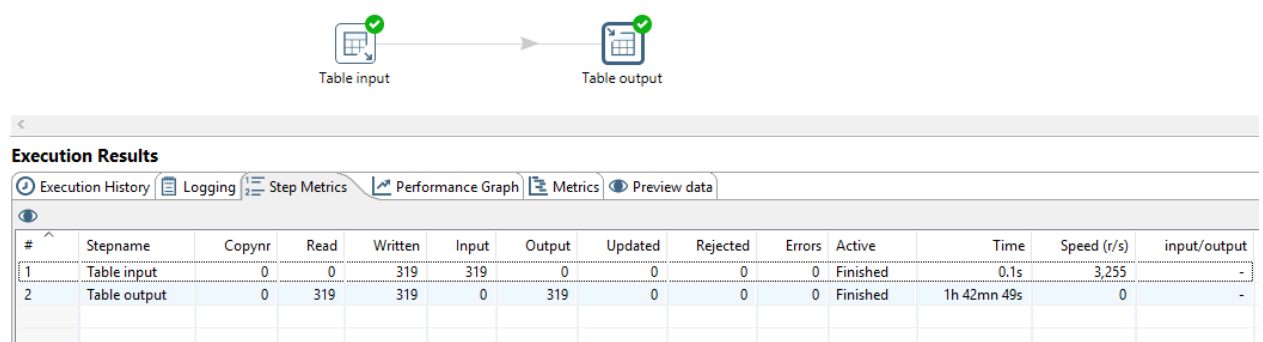 Table input Table output
Execution Results
Execution History Logging Step Metrics Performance Graph Metrics Preview data
# Stepname Copynr Read Written Input Output Updated Rejected Errors Active Time Speed (r/s) input/output
1 Table input 0 0 319 319 0 0 0 0 Finished 0.1s 3,255 -
2 Table output 0 319 319 0 319 0 0 0 Finished 1h 42mn 49s 0 -